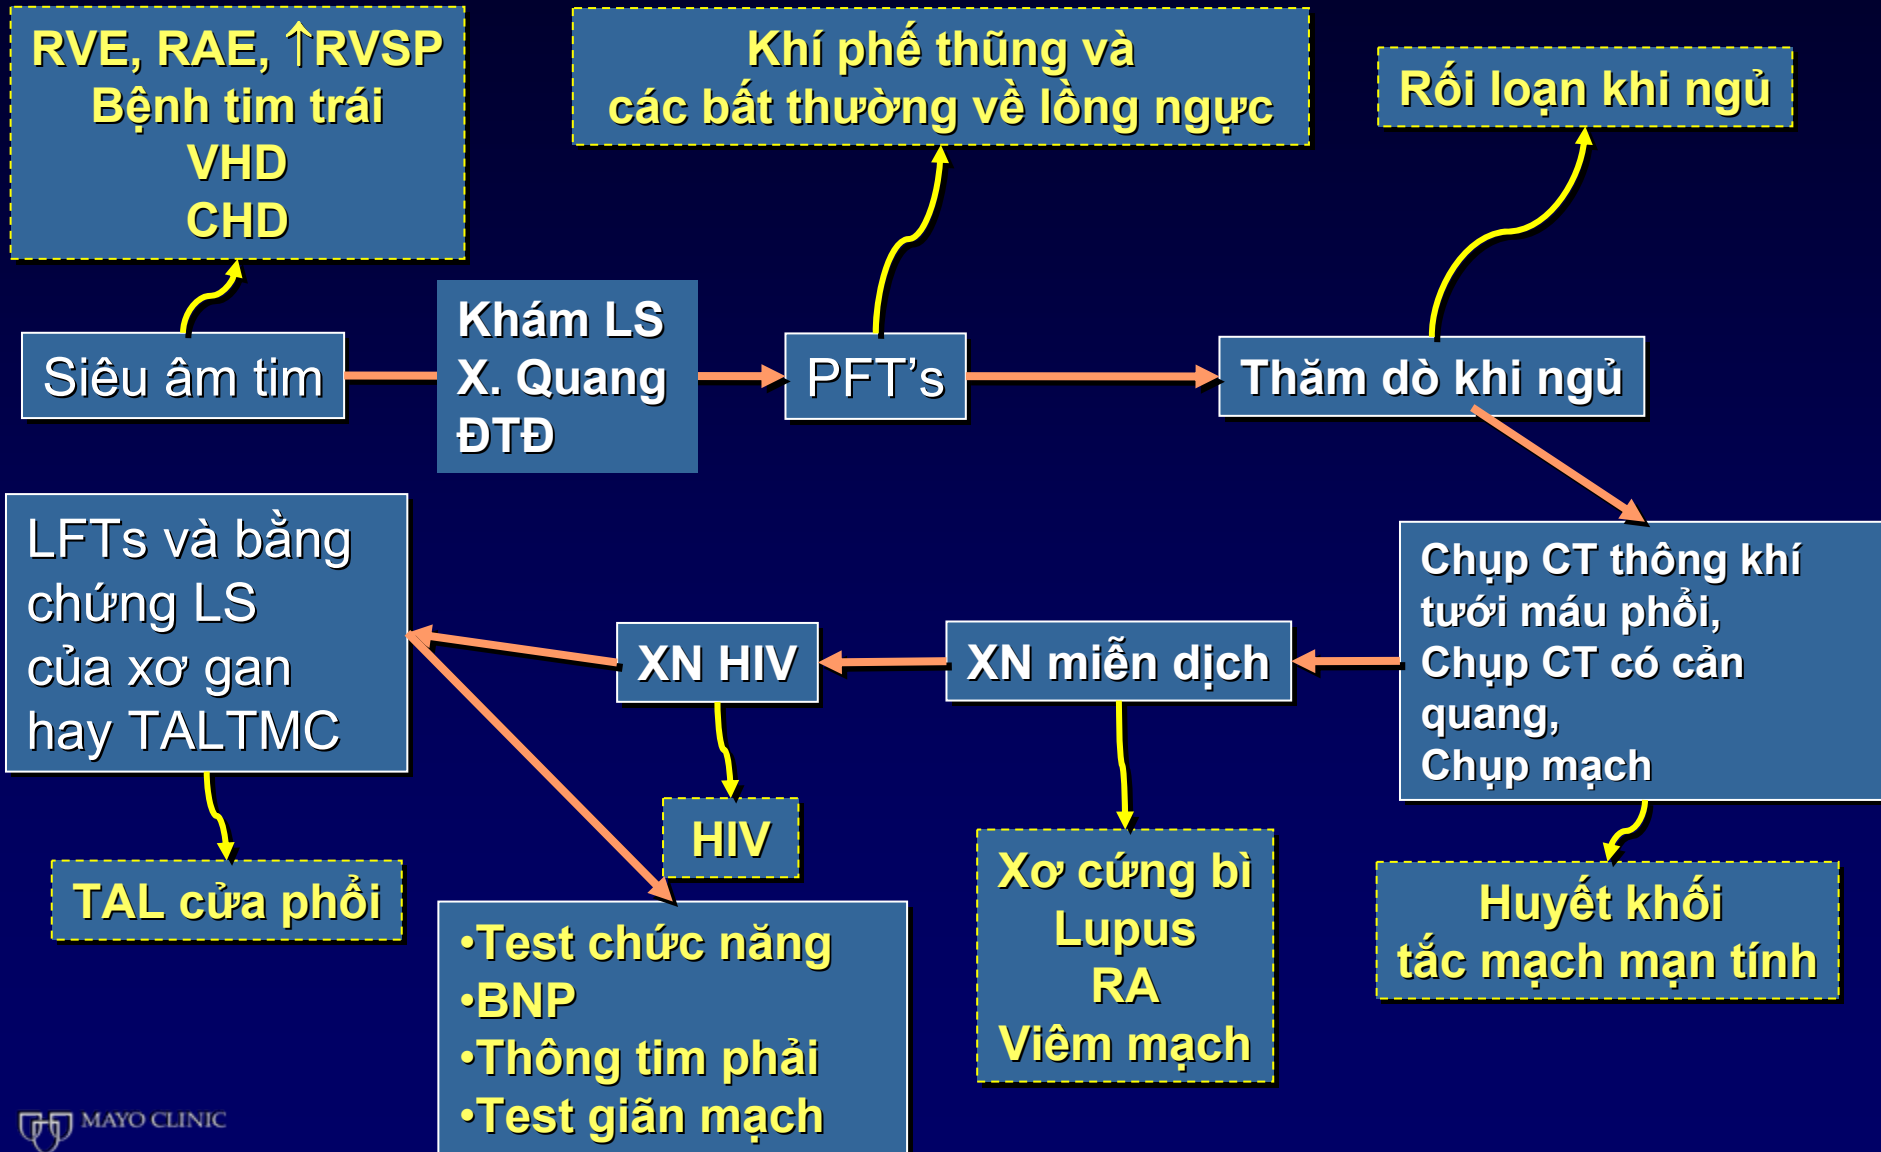 RVE, RAE, ↑RVSP
Bệnh tim trái
VHD
CHD
Khí phế thũng và
các bất thường về lồng ngực
Rối loạn khi ngủ
Siêu âm tim
Khám LS
X. Quang
ĐTĐ
PFT’s
Thăm dò khi ngủ
LFTs và bằng
chứng LS
của xơ gan
hay TALTMC
XN HIV
XN miễn dịch
Chụp CT thông khí
tưới máu phổi,
Chụp CT có cản
quang,
Chụp mạch
TAL cửa phổi
HIV
•Test chức năng
•BNP
•Thông tim phải
•Test giãn mạch
Xơ cứng bì
Lupus
RA
Viêm mạch
Huyết khối
tắc mạch mạn tính
MAYO CLINIC